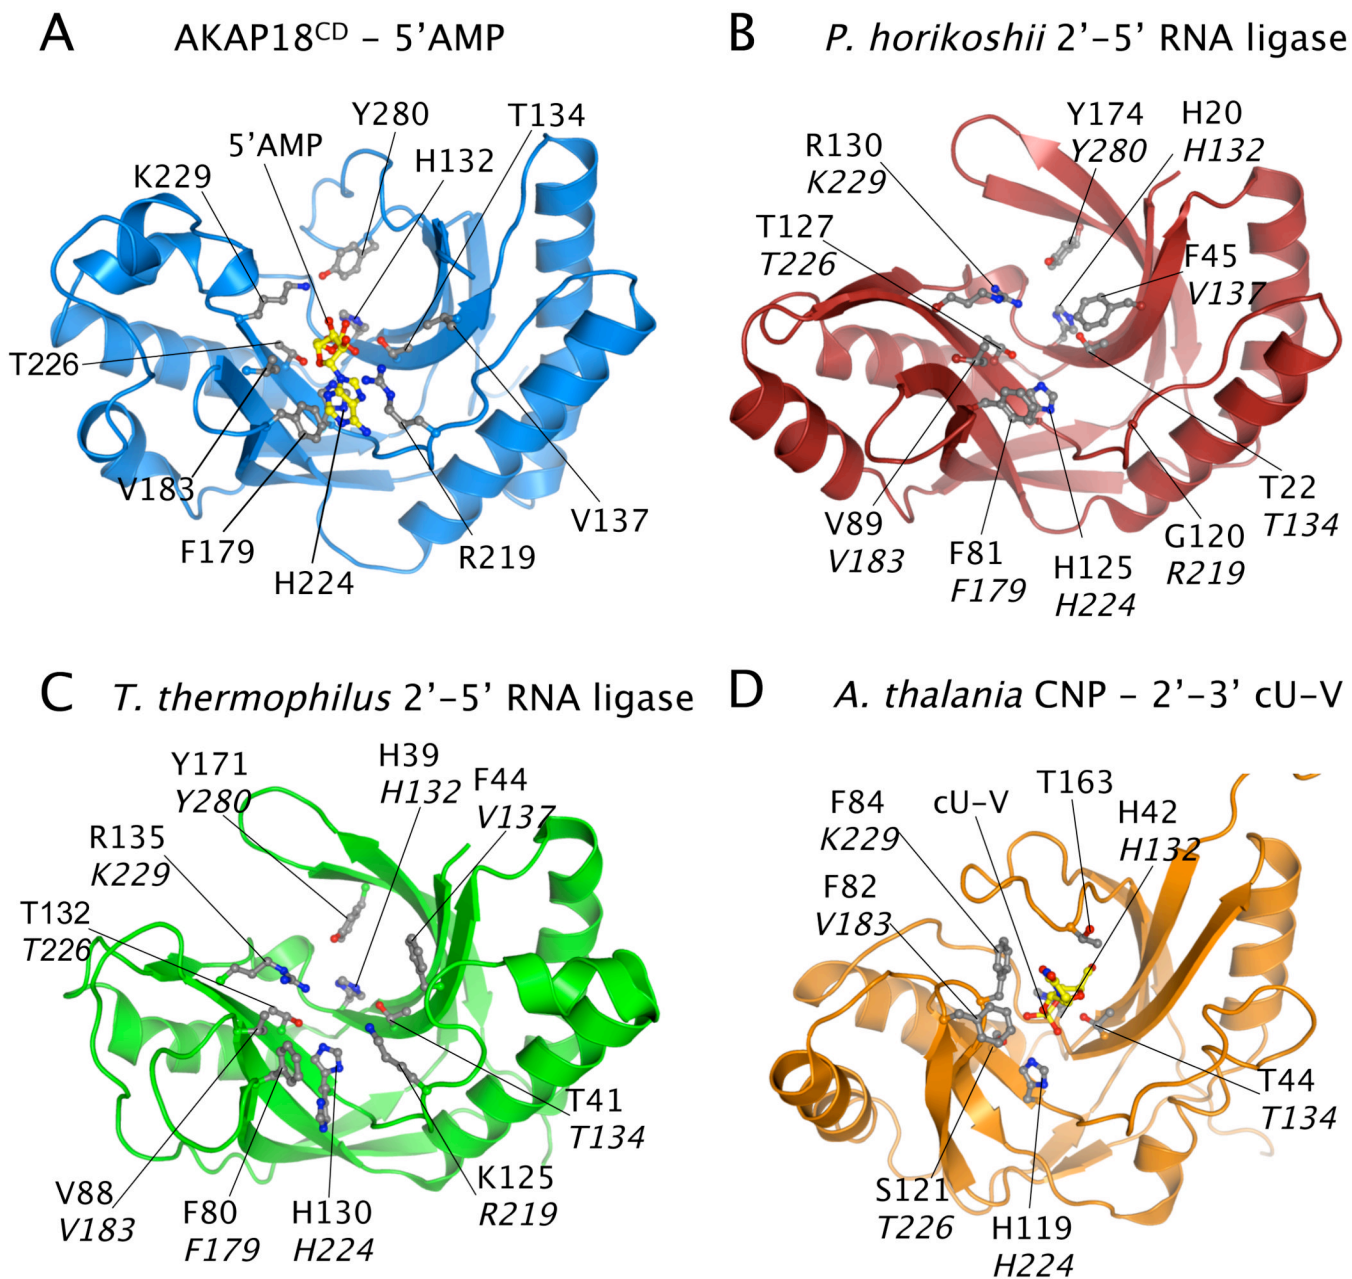 A
AKAP18CD – 5’AMP
Y280
T134
5’AMP
H132
K229
T226
V183
F179
H224
R219
V137
B
P. horikoshii 2’–5’ RNA ligase
Y174
Y280
H20
H132
R130
K229
T127
T226
F45
V137
V89
V183
F81
F179
H125
H224
G120
R219
T22
T134
C
T. thermophilus 2’–5’ RNA ligase
Y171
Y280
H39
H132
F44
V137
R135
K229
T132
T226
T41
T134
V88
V183
F80
F179
H130
H224
K125
R219
D
A. thalania CNP – 2’–3’ cU–V
F84
K229
cU–V
T163
H42
H132
F82
V183
T44
T134
S121
T226
H119
H224